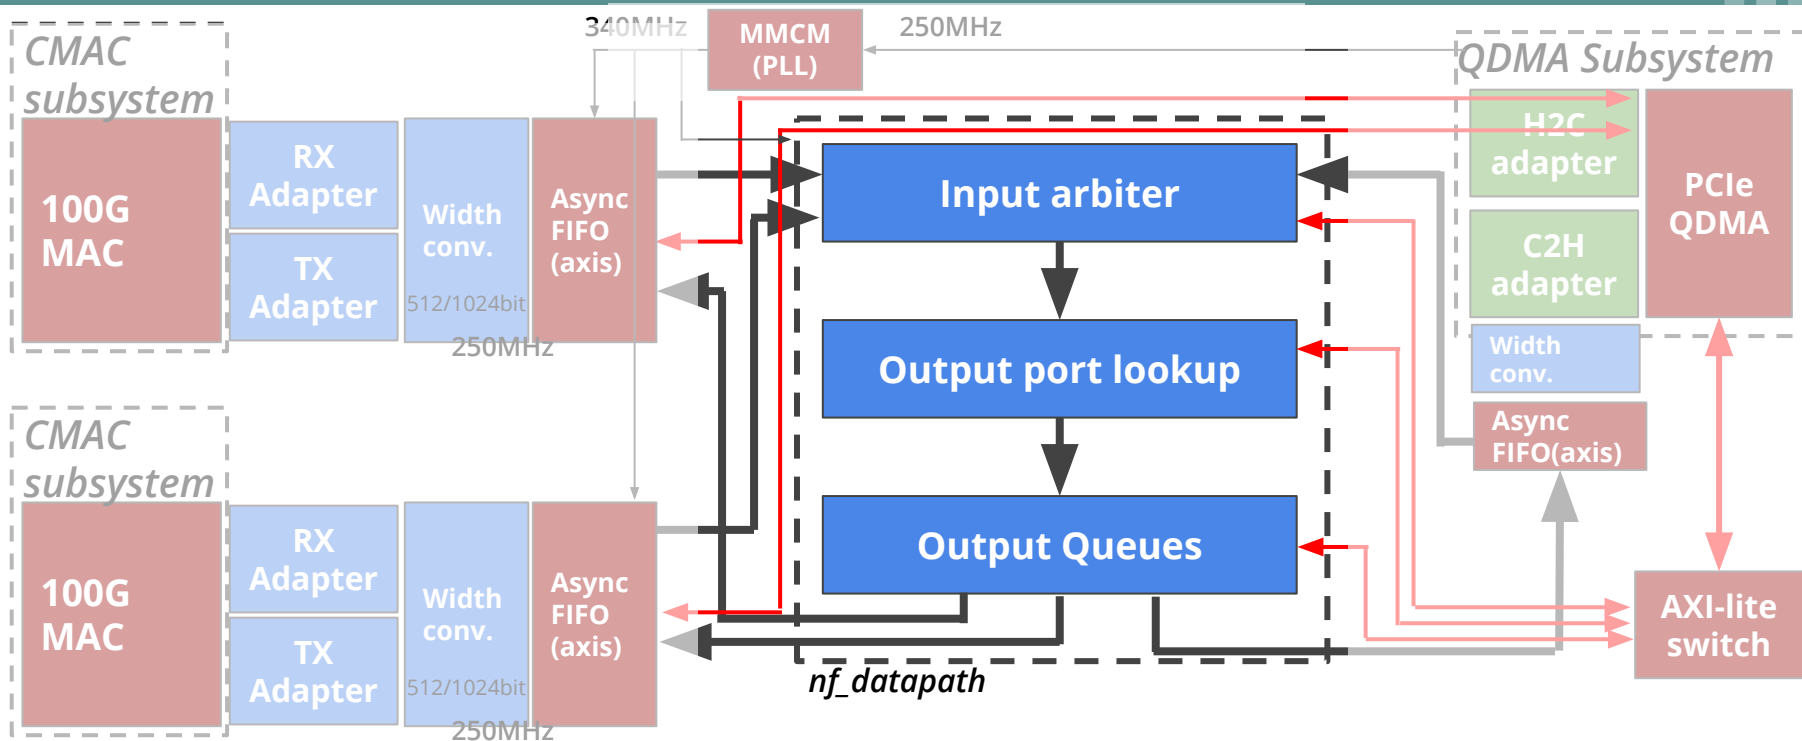 340MHz
MMCM
(PLL)
250MHz
CMAC
subsystem
100G
MAC
RX
Adapter
TX
Adapter
Width
conv.
512/1024bit
250MHz
Async
FIFO
(axis)
CMAC
subsystem
100G
MAC
RX
Adapter
TX
Adapter
Width
conv.
512/1024bit
250MHz
Async
FIFO
(axis)
Input arbiter
Output port lookup
Output Queues
nf_datapath
QDMA Subsystem
H2C
adapter
C2H
adapter
PCIe
QDMA
Width
conv.
Async
FIFO(axis)
AXI-lite
switch